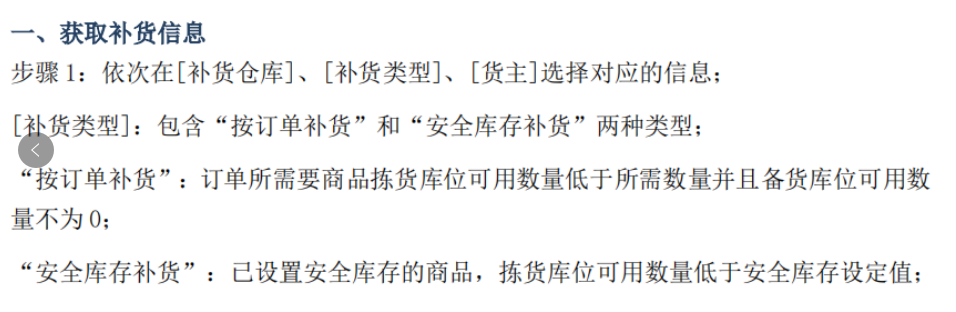 一、获取补货信息
步骤1：依次在[补货仓库]、[补货类型]、[货主]选择对应的信息；
[补货类型]：包含“按订单补货”和“安全库存补货”两种类型；
“按订单补货”：订单所需要商品拣货库位可用数量低于所需数量并且备货库位可用数
量不为0；
“安全库存补货”：已设置安全库存的商品，拣货库位可用数量低于安全库存设定值；